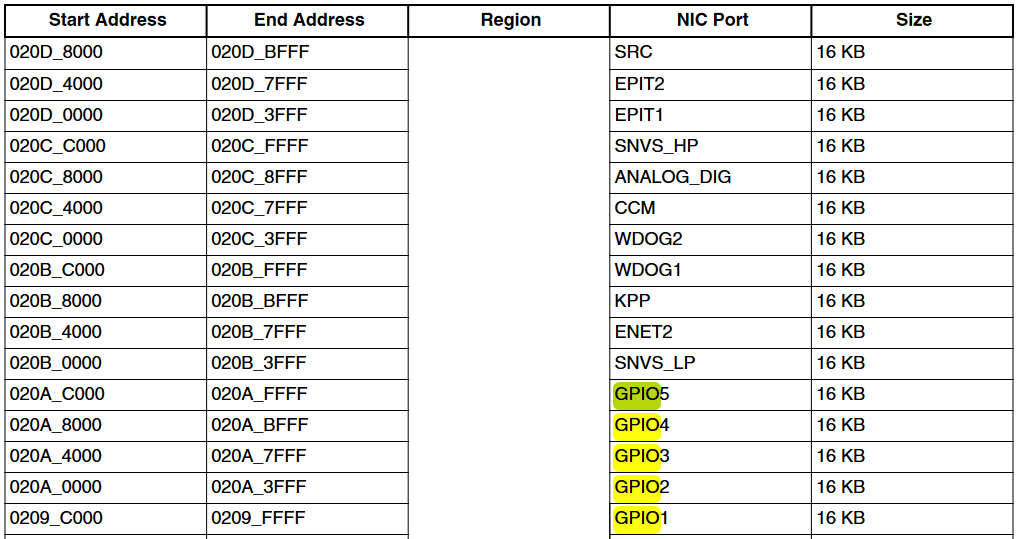 Start Address End Address Region NIC Port Size
020D_8000 020D_BFFF SRC 16 KB
020D_4000 020D_7FFF EPIT2 16 KB
020D_0000 020D_3FFF EPIT1 16 KB
020C_C000 020C_FFFF SNVS_HP 16 KB
020C_8000 020C_8FFF ANALOG_DIG 16 KB
020C_4000 020C_7FFF CCM 16 KB
020C_0000 020C_3FFF WDOG2 16 KB
020B_C000 020B_FFFF WDOG1 16 KB
020B_8000 020B_BFFF KPP 16 KB
020B_4000 020B_7FFF ENET2 16 KB
020B_0000 020B_3FFF SNVS_LP 16 KB
020A_C000 020A_FFFF GPIO5 16 KB
020A_8000 020A_BFFF GPIO4 16 KB
020A_4000 020A_7FFF GPIO3 16 KB
020A_0000 020A_3FFF GPIO2 16 KB
0209_C000 0209_FFFF GPIO1 16 KB